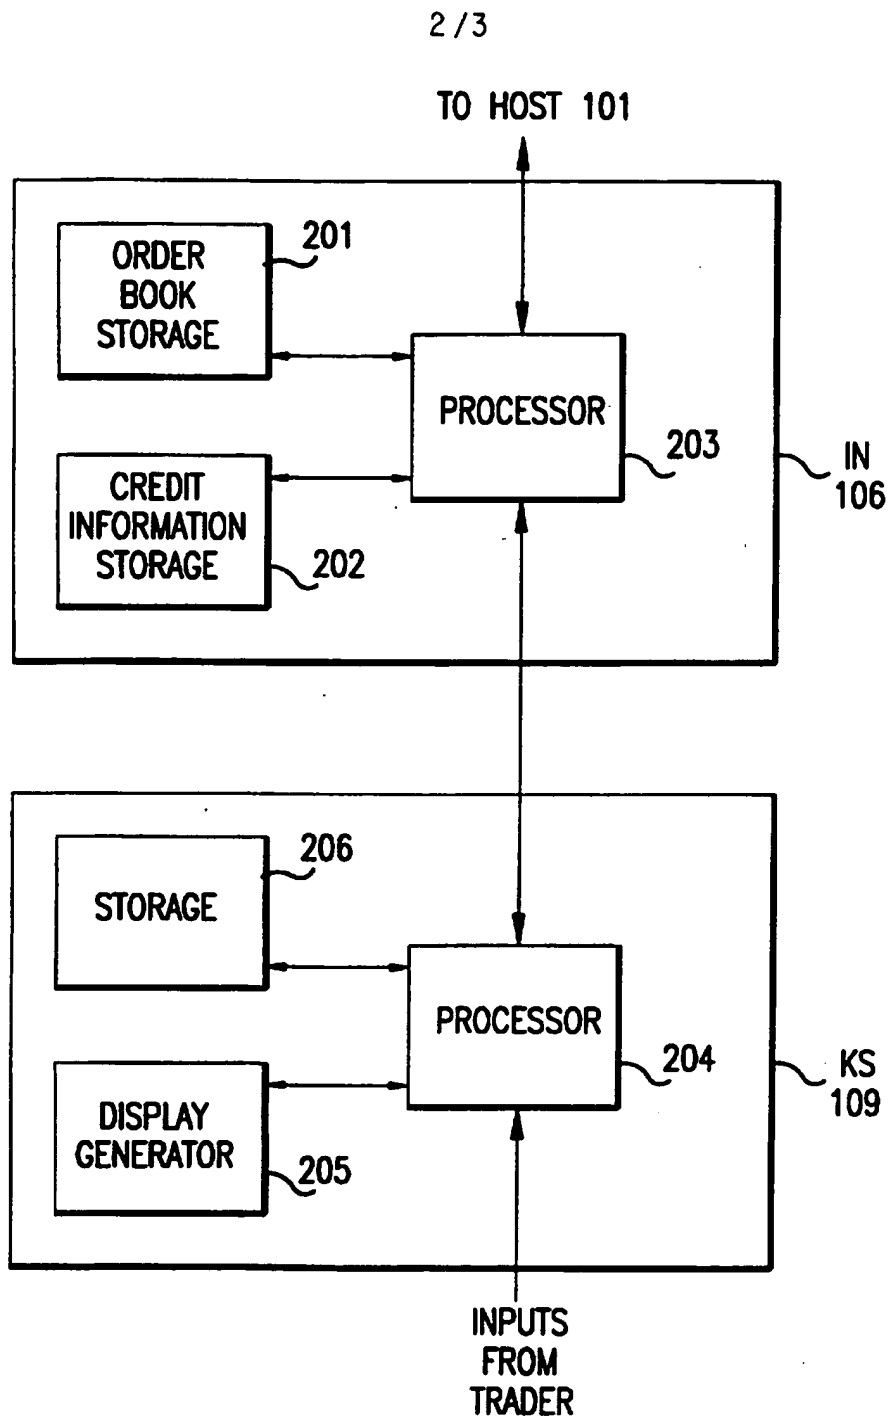 2/3
TO HOST 101
ORDER
BOOK
STORAGE
201
PROCESSOR
203
CREDIT
INFORMATION
STORAGE
202
IN
106
STORAGE
206
PROCESSOR
204
DISPLAY
GENERATOR
205
KS
109
INPUTS
FROM
TRADER